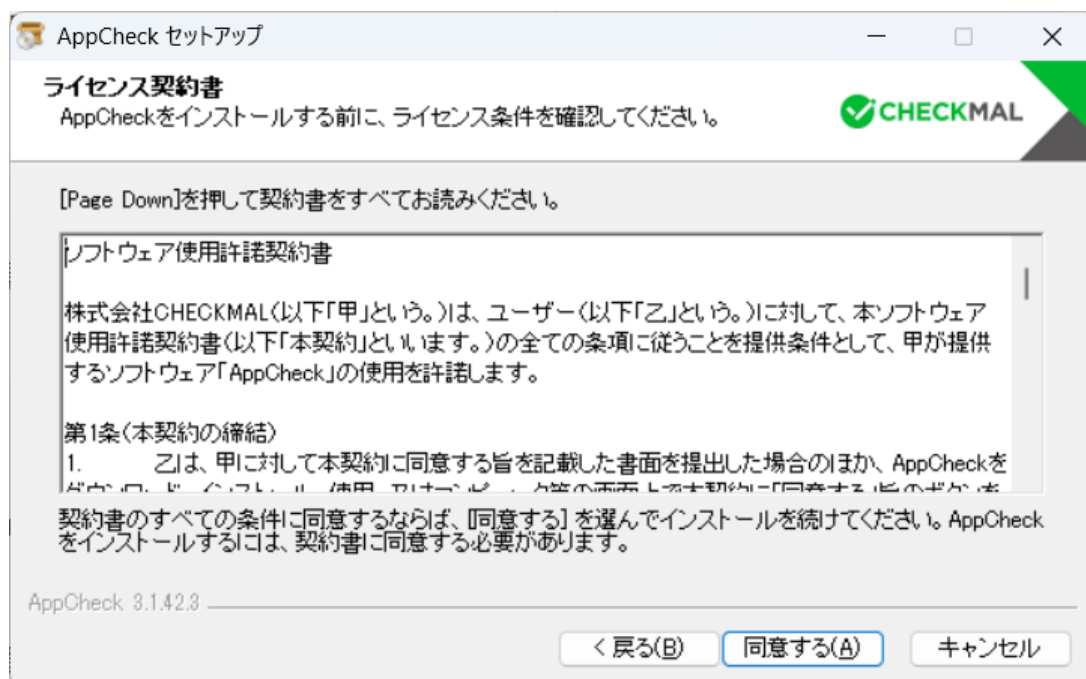 AppCheck セットアップ
ライセンス契約書
AppCheckをインストールする前に、ライセンス条件を確認してください。
CHECKMAL
[Page Down]を押して契約書をすべてお読みください。
ソフトウェア使用許諾契約書
株式会社CHECKMAL(以下「甲」という。)は、ユーザー(以下「乙」という。)に対して、本ソフトウェア
使用許諾契約書(以下「本契約」といいます。)の全ての条項に従うことを提供条件として、甲が提供
するソフトウェア「AppCheck」の使用を許諾します。
第1条(本契約の締結)
1. 乙は、甲に対して本契約に同意する旨を記載した書面を提出した場合のほか、AppCheckを
契約書のすべての条件に同意するならば、[同意する] を選んでインストールを続けてください。AppCheck
をインストールするには、契約書に同意する必要があります。
AppCheck 3.1.42.3
< 戻る(B)
同意する(A)
キャンセル